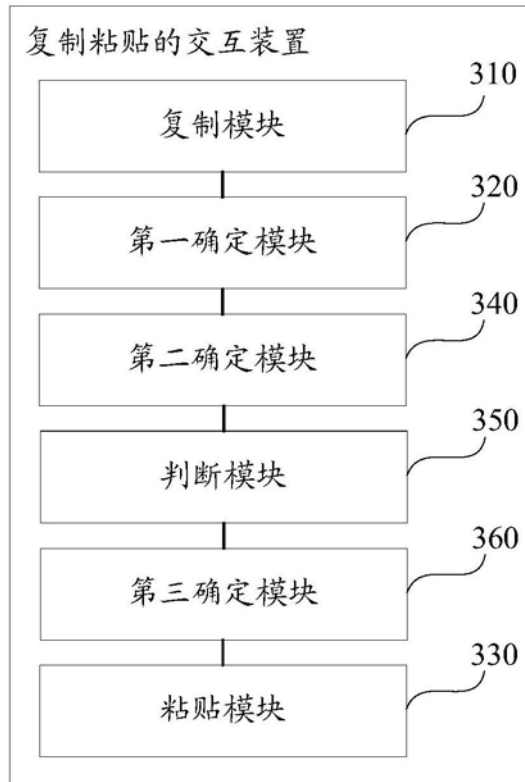 复制粘贴的交互装置
310
复制模块
320
第一确定模块
340
第二确定模块
350
判断模块
360
第三确定模块
330
粘贴模块